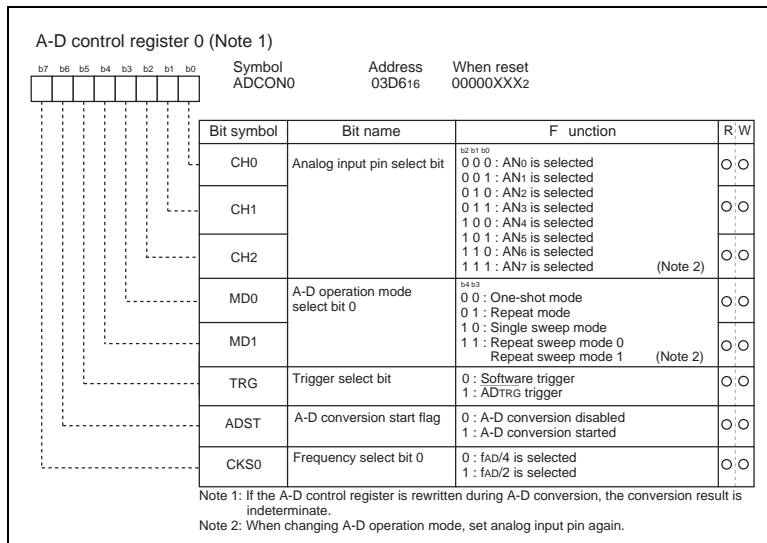 A-D control register 0 (Note 1)
b7 b6 b5 b4 b3 b2 b1 b0
Symbol Address When reset
ADCON0 03D616 00000XXX2
Bit symbol Bit name F unction R W
CH0 Analog input pin select bit
b2 b1 b0
0 0 0 : AN0 is selected
0 0 1 : AN1 is selected
0 1 0 : AN2 is selected
0 1 1 : AN3 is selected
1 0 0 : AN4 is selected
1 0 1 : AN5 is selected
1 1 0 : AN6 is selected
1 1 1 : AN7 is selected (Note 2)
CH1
CH2
MD0 A-D operation mode
select bit 0
b4 b3
0 0 : One-shot mode
0 1 : Repeat mode
1 0 : Single sweep mode
1 1 : Repeat sweep mode 0
Repeat sweep mode 1 (Note 2)
MD1
TRG Trigger select bit 0 : Software trigger
1 : ADTRG trigger
ADST A-D conversion start flag 0 : A-D conversion disabled
1 : A-D conversion started
CKS0 Frequency select bit 0 0 : fAD/4 is selected
1 : fAD/2 is selected
Note 1: If the A-D control register is rewritten during A-D conversion, the conversion result is
indeterminate.
Note 2: When changing A-D operation mode, set analog input pin again.